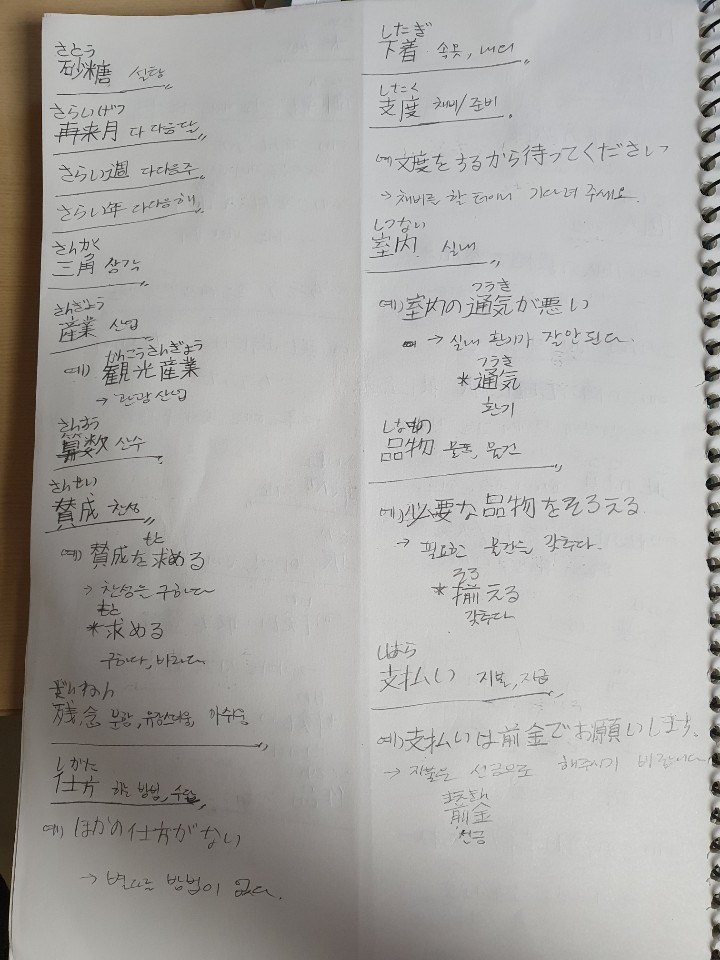 さとう
砂糖 설탕
さらいげつ
再来月 다다음달
さらい週 다다음주
さらい年 다다음해
さんかく
三角 삼각
さんぎょう
産業 산업
예) かんこうさんぎょう
観光産業
→ 관광산업
さんすう
算数 산수
さんせい
賛成 찬성
もと
예) 賛成を求める
→ 찬성을 구하다
もと
*求める
구하다, 바라다.
ざんねん
残念 분함, 유감스러움, 아쉬움
しかた
仕方 하는 방법, 수단
예) ほかの仕方がない
→ 별다른 방법이 없다.
したぎ
下着 속옷, 내의
したく
支度 채비/준비
예) 支度をするから待ってください
→ 채비를 할 터이니 기다려 주세요.
しつない
室内 실내
つうき
예) 室内の通気が悪い
→ 실내 환기가 잘 안된다.
つうき
*通気
환기
しなもの
品物 물품, 물건
예) 必要な品物をそろえる
→ 필요한 물건을 갖추다.
そろ
*揃える
갖추다.
しはら
支払い 지불, 지급
예) 支払いは前金でお願いします。
→ 지불은 선금으로 해주시기 바랍니다.
まえきん
前金
선금